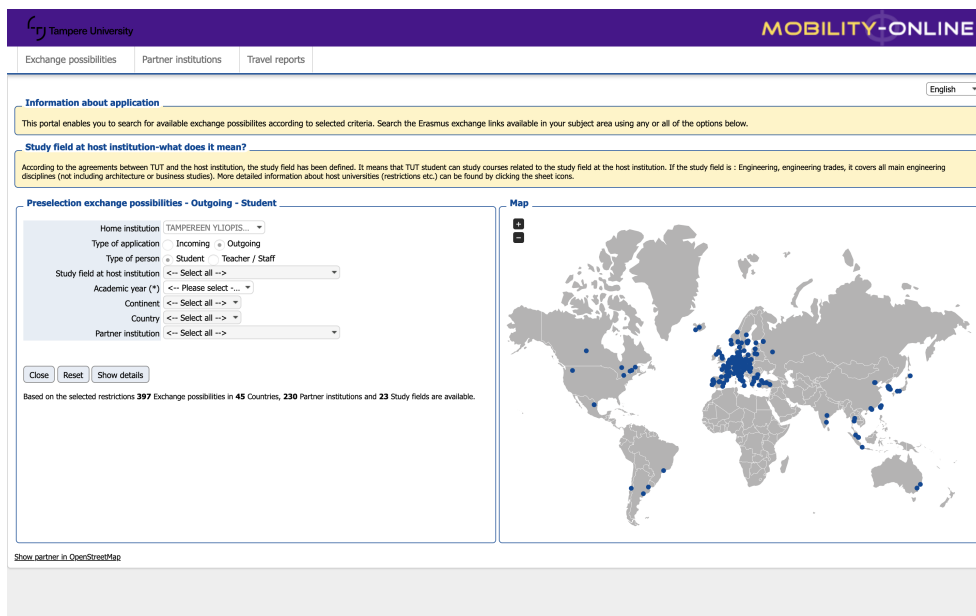 Tampere University
MOBILITY-ONLINE
Exchange possibilities Partner institutions Travel reports
English
Information about application
This portal enables you to search for available exchange possibilites according to selected criteria. Search the Erasmus exchange links available in your subject area using any or all of the options below.
Study field at host institution-what does it mean?
According to the agreements between TUT and the host institution, the study field has been defined. It means that TUT student can study courses related to the study field at the host institution. If the study field is : Engineering, engineering trades, it covers all main engineering
disciplines (not including architecture or business studies). More detailed information about host universities (restrictions etc.) can be found by clicking the sheet icons.
Preselection exchange possibilities - Outgoing - Student
Home institution TAMPEREEN YLIOPIS...
Type of application Incoming Outgoing
Type of person Student Teacher / Staff
Study field at host institution <-- Select all -->
Academic year (*) <-- Please select -...
Continent <-- Select all -->
Country <-- Select all -->
Partner institution <-- Select all -->
Close Reset Show details
Based on the selected restrictions 397 Exchange possibilities in 45 Countries, 230 Partner institutions and 23 Study fields are available.
Map
+
−
Show partner in OpenStreetMap